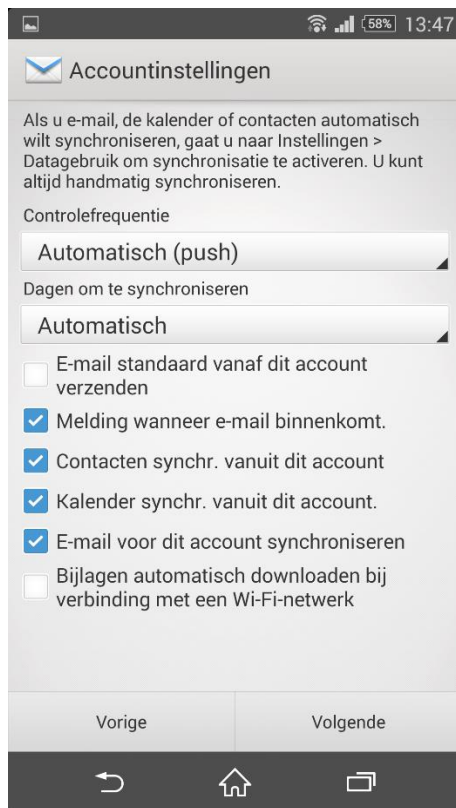 58% 13:47
Accountinstellingen
Als u e-mail, de kalender of contacten automatisch
wilt synchroniseren, gaat u naar Instellingen >
Datagebruik om synchronisatie te activeren. U kunt
altijd handmatig synchroniseren.
Controlefrequentie
Automatisch (push)
Dagen om te synchroniseren
Automatisch
E-mail standaard vanaf dit account
verzenden
Melding wanneer e-mail binnenkomt.
Contacten synchr. vanuit dit account
Kalender synchr. vanuit dit account.
E-mail voor dit account synchroniseren
Bijlagen automatisch downloaden bij
verbinding met een Wi-Fi-netwerk
Vorige Volgende